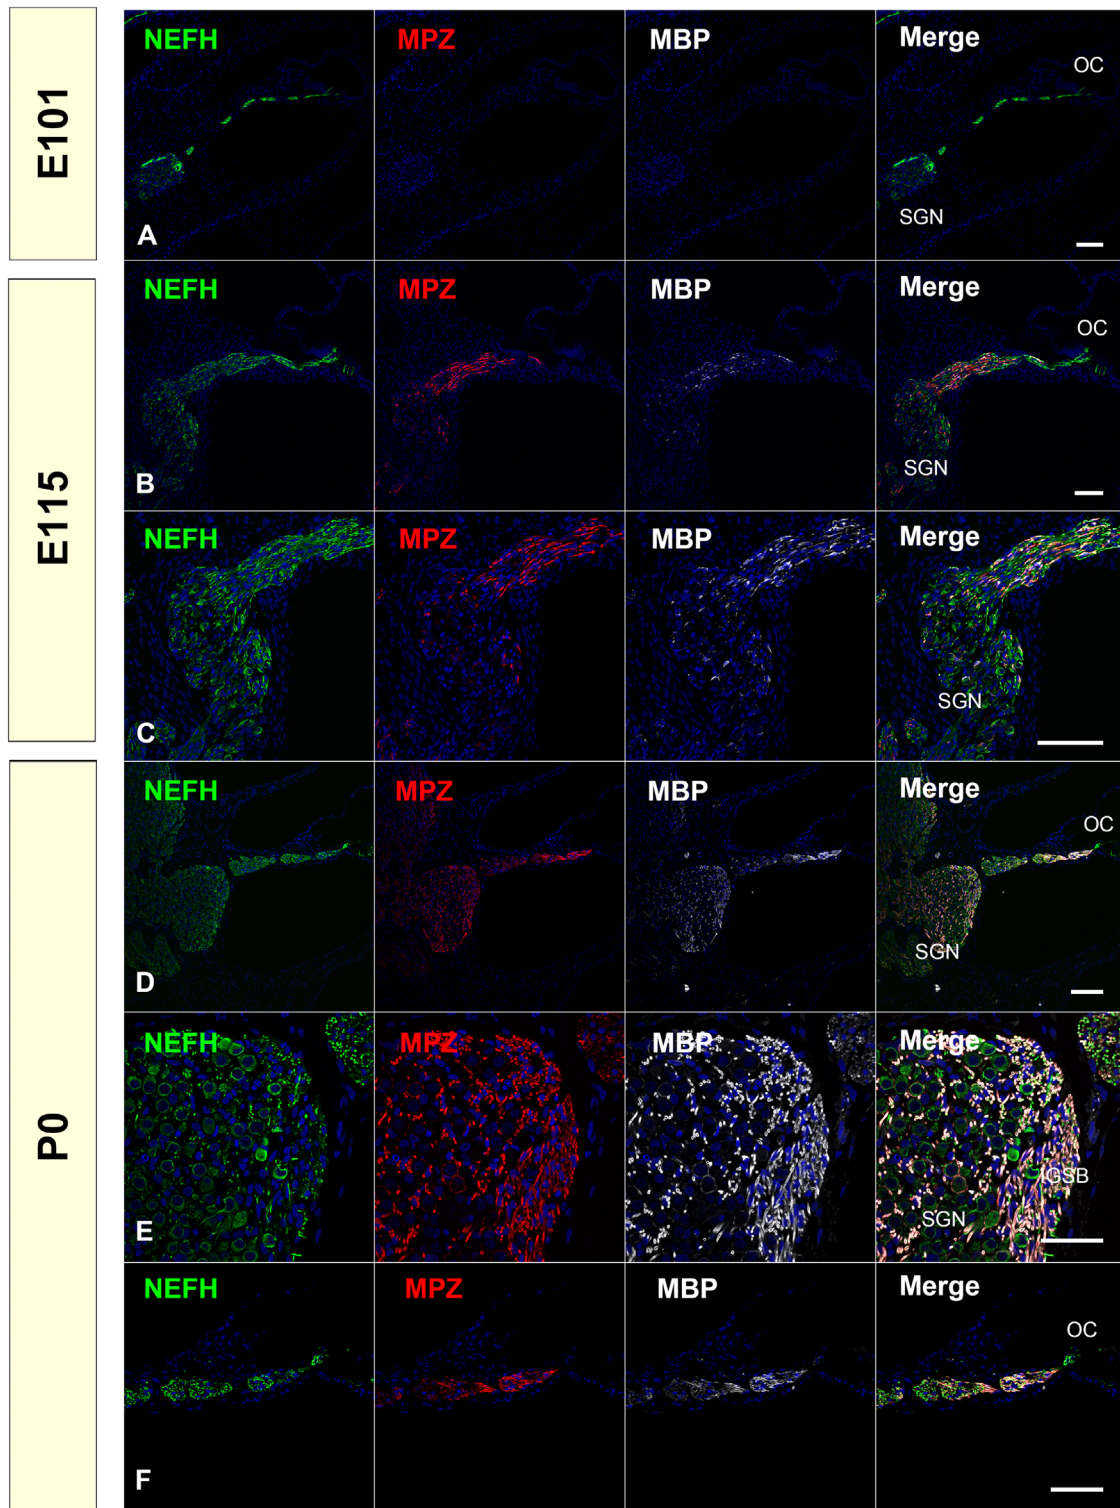 E101
NEFH MPZ MBP Merge
OC
SGN
A
E115
NEFH MPZ MBP Merge
OC
SGN
B
NEFH MPZ MBP Merge
SGN
C
P0
NEFH MPZ MBP Merge
OC
SGN
D
NEFH MPZ MBP Merge
IGSB
SGN
E
NEFH MPZ MBP Merge
OC
F